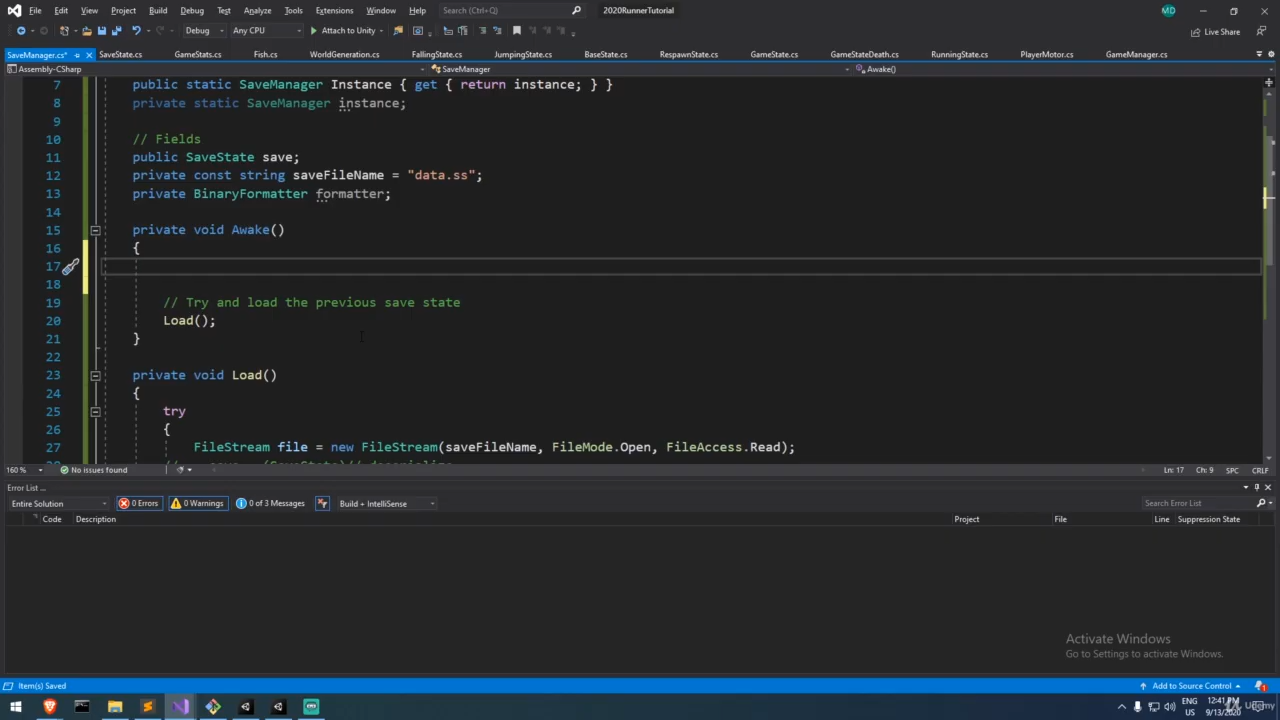 File Edit View Project Build Debug Test Analyze Tools Extensions Window Help Search (Ctrl+Q) 2020RunnerTutorial MD
Debug Any CPU Attach to Unity Live Share
SaveManager.cs* SaveState.cs GameStats.cs Fish.cs WorldGeneration.cs FallingState.cs JumpingState.cs BaseState.cs RespawnState.cs GameState.cs GameStateDeath.cs RunningState.cs PlayerMotor.cs GameManager.cs
Assembly-CSharp SaveManager Awake()
7 public static SaveManager Instance { get { return instance; } }
8 private static SaveManager instance;
9
10 // Fields
11 public SaveState save;
12 private const string saveFileName = "data.ss";
13 private BinaryFormatter formatter;
14
15 private void Awake()
16 {
17
18
19 // Try and load the previous save state
20 Load();
21 }
22
23 private void Load()
24 {
25 try
26 {
27 FileStream file = new FileStream(saveFileName, FileMode.Open, FileAccess.Read);
160 % No issues found Ln: 17 Ch: 9 SPC CRLF
Error List ...
Entire Solution 0 Errors 0 Warnings 0 of 3 Messages Build + IntelliSense Search Error List
Code Description Project File Line Suppression State
Activate Windows
Go to Settings to activate Windows.
Item(s) Saved Add to Source Control 1
ENG 12:41 PM
US 9/13/2020
Udemy